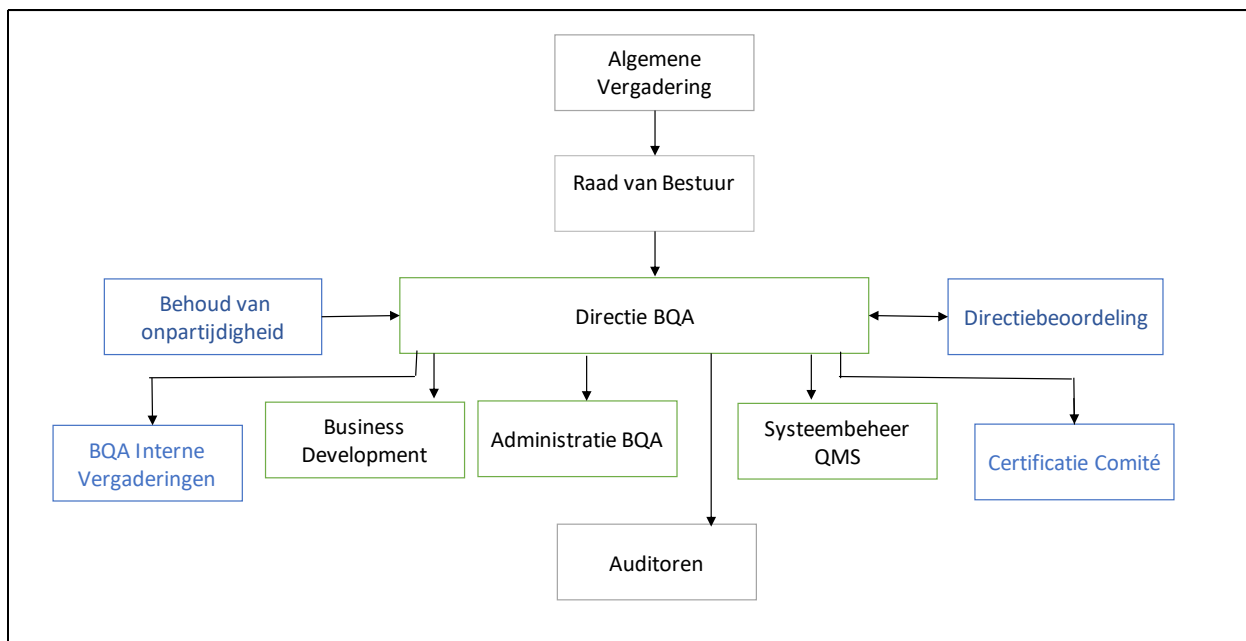 Algemene
Vergadering
Raad van Bestuur
Behoud van
onpartijdigheid
Directie BQA
Directiebeoordeling
BQA Interne
Vergaderingen
Business
Development
Administratie BQA
Systeembeheer
QMS
Certificatie Comité
Auditoren